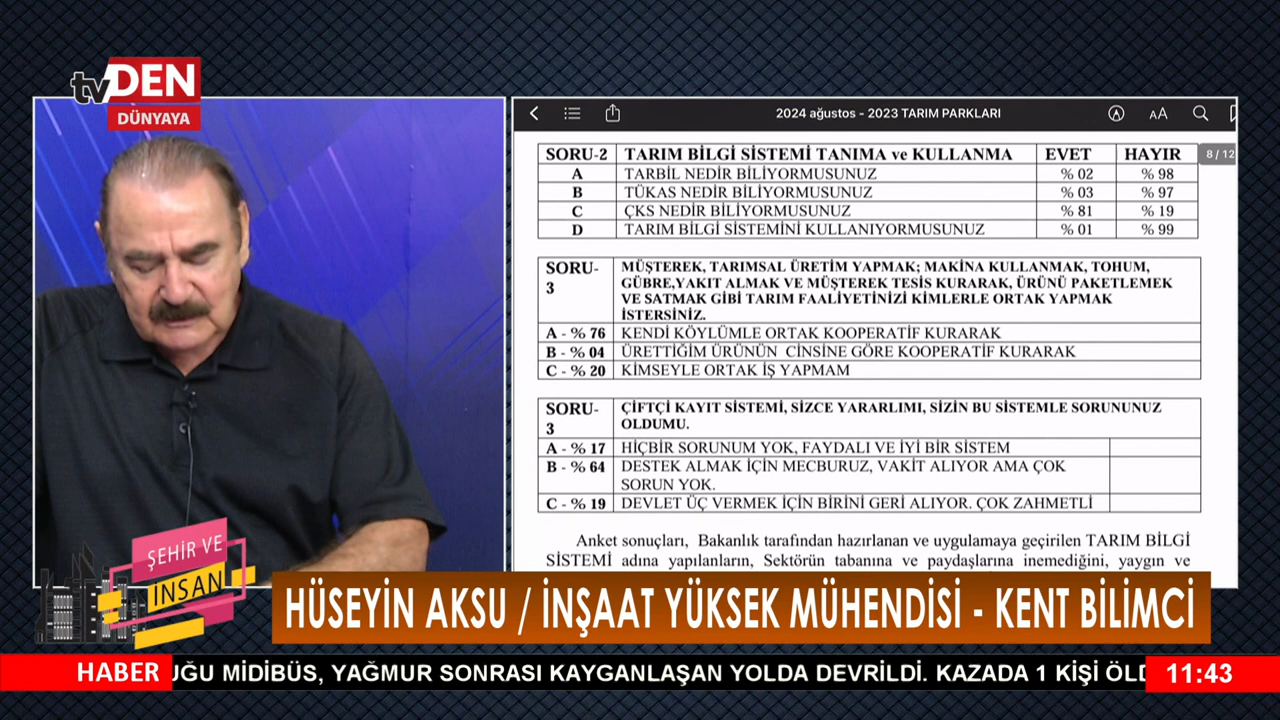 tvDEN
DÜNYAYA
2024 ağustos - 2023 TARIM PARKLARI
AA
8 / 12
SORU-2 TARIM BİLGİ SİSTEMİ TANIMA ve KULLANMA EVET HAYIR
A TARBİL NEDİR BİLİYORMUSUNUZ % 02 % 98
B TÜKAS NEDİR BİLİYORMUSUNUZ % 03 % 97
C ÇKS NEDİR BİLİYORMUSUNUZ % 81 % 19
D TARIM BİLGİ SİSTEMİNİ KULLANIYORMUSUNUZ % 01 % 99
SORU-
3
MÜŞTEREK, TARIMSAL ÜRETİM YAPMAK; MAKİNA KULLANMAK, TOHUM,
GÜBRE,YAKIT ALMAK VE MÜŞTEREK TESİS KURARAK, ÜRÜNÜ PAKETLEMEK
VE SATMAK GİBİ TARIM FAALİYETİNİZİ KİMLERLE ORTAK YAPMAK
İSTERSİNİZ.
A - % 76 KENDİ KÖYLÜMLE ORTAK KOOPERATİF KURARAK
B - % 04 ÜRETTİĞİM ÜRÜNÜN CİNSİNE GÖRE KOOPERATİF KURARAK
C - % 20 KİMSEYLE ORTAK İŞ YAPMAM
SORU-
3
ÇİFTÇİ KAYIT SİSTEMİ, SİZCE YARARLIMI, SİZİN BU SİSTEMLE SORUNUNUZ
OLDUMU.
A - % 17 HİÇBİR SORUNUM YOK, FAYDALI VE İYİ BİR SİSTEM
B - % 64 DESTEK ALMAK İÇİN MECBURUZ, VAKİT ALIYOR AMA ÇOK
SORUN YOK.
C - % 19 DEVLET ÜÇ VERMEK İÇİN BİRİNİ GERİ ALIYOR. ÇOK ZAHMETLİ
Anket sonuçları, Bakanlık tarafından hazırlanan ve uygulamaya geçirilen TARIM BİLGİ
SİSTEMİ adına yapılanların, Sektörün tabanına ve paydaşlarına inemediğini, yaygın ve
ŞEHİR VE
İNSAN
HÜSEYİN AKSU / İNŞAAT YÜKSEK MÜHENDİSİ - KENT BİLİMCİ
HABER
UĞU MİDİBÜS, YAĞMUR SONRASI KAYGANLAŞAN YOLDA DEVRİLDİ. KAZADA 1 KİŞİ ÖLD
11:43